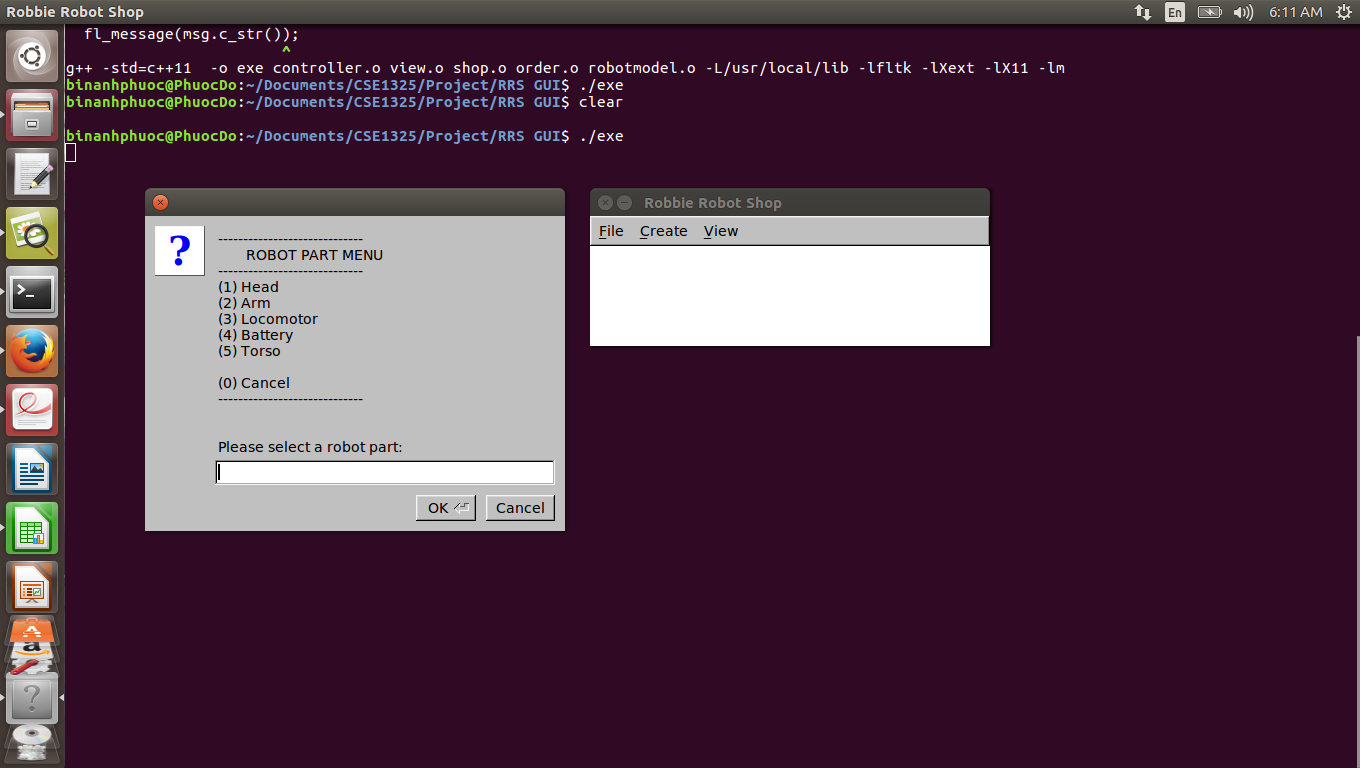 Robbie Robot Shop
En
6:11 AM
fl_message(msg.c_str());
^
g++ -std=c++11  -o exe controller.o view.o shop.o order.o robotmodel.o -L/usr/local/lib -lfltk -lXext -lX11 -lm
binanhphuoc@PhuocDo:~/Documents/CSE1325/Project/RRS GUI$ ./exe
binanhphuoc@PhuocDo:~/Documents/CSE1325/Project/RRS GUI$ clear
binanhphuoc@PhuocDo:~/Documents/CSE1325/Project/RRS GUI$ ./exe
?
-----------------------------
ROBOT PART MENU
-----------------------------
(1) Head
(2) Arm
(3) Locomotor
(4) Battery
(5) Torso
(0) Cancel
-----------------------------
Please select a robot part:
OK
Cancel
Robbie Robot Shop
File Create View
>_
A
a
?